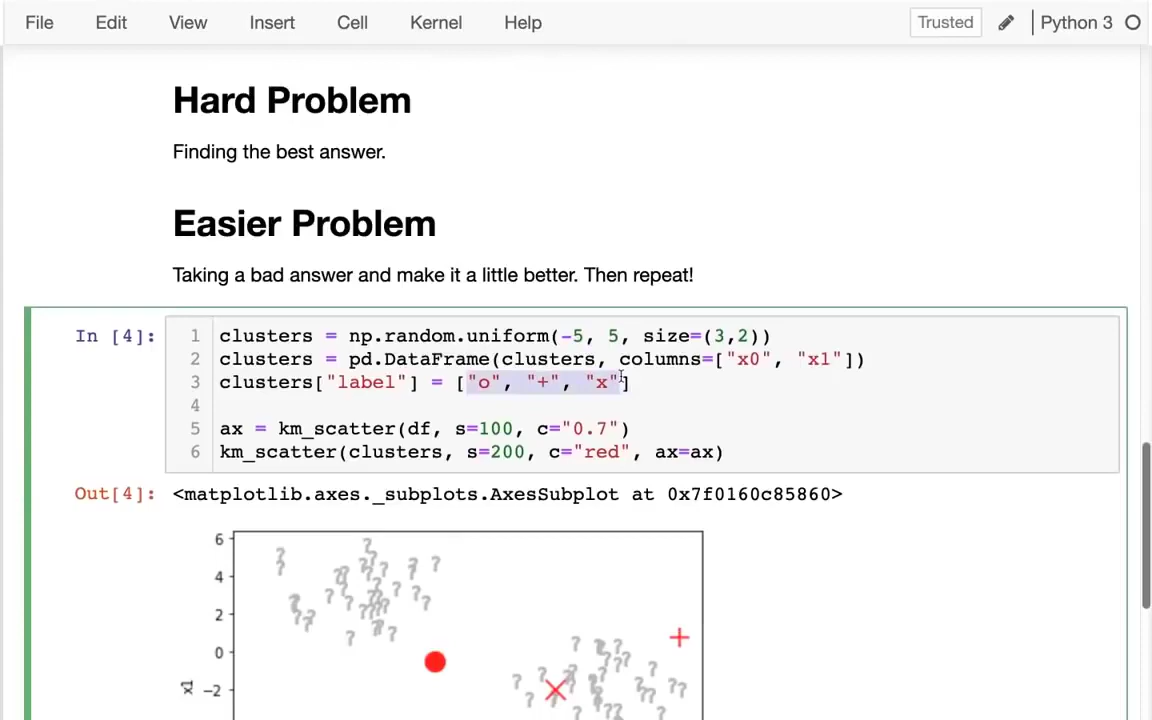 File Edit View Insert Cell Kernel Help Trusted Python 3
Hard Problem
Finding the best answer.
Easier Problem
Taking a bad answer and make it a little better. Then repeat!
In [4]:
1 clusters = np.random.uniform(-5, 5, size=(3,2))
2 clusters = pd.DataFrame(clusters, columns=["x0", "x1"])
3 clusters["label"] = ["o", "+", "x"]
4
5 ax = km_scatter(df, s=100, c="0.7")
6 km_scatter(clusters, s=200, c="red", ax=ax)
Out[4]: <matplotlib.axes._subplots.AxesSubplot at 0x7f0160c85860>
6
4
2
0
-2
x1